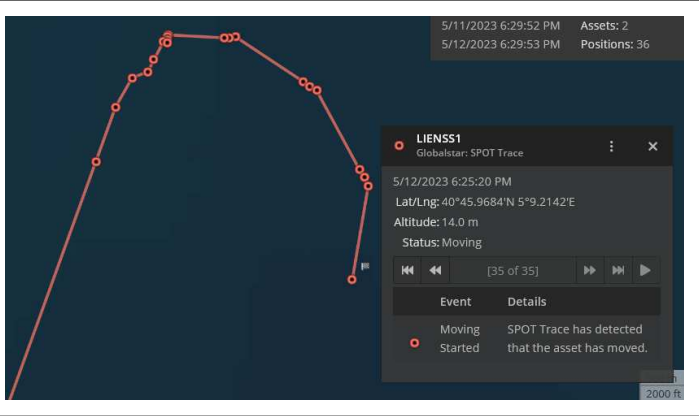 5/11/2023 6:29:52 PM Assets: 2
5/12/2023 6:29:53 PM Positions: 36
LIENSS1
Globalstar: SPOT Trace
5/12/2023 6:25:20 PM
Lat/Lng: 40°45.9684'N 5°9.2142'E
Altitude: 14.0 m
Status: Moving
[35 of 35]
Event Details
Moving SPOT Trace has detected
Started that the asset has moved.
2000 ft